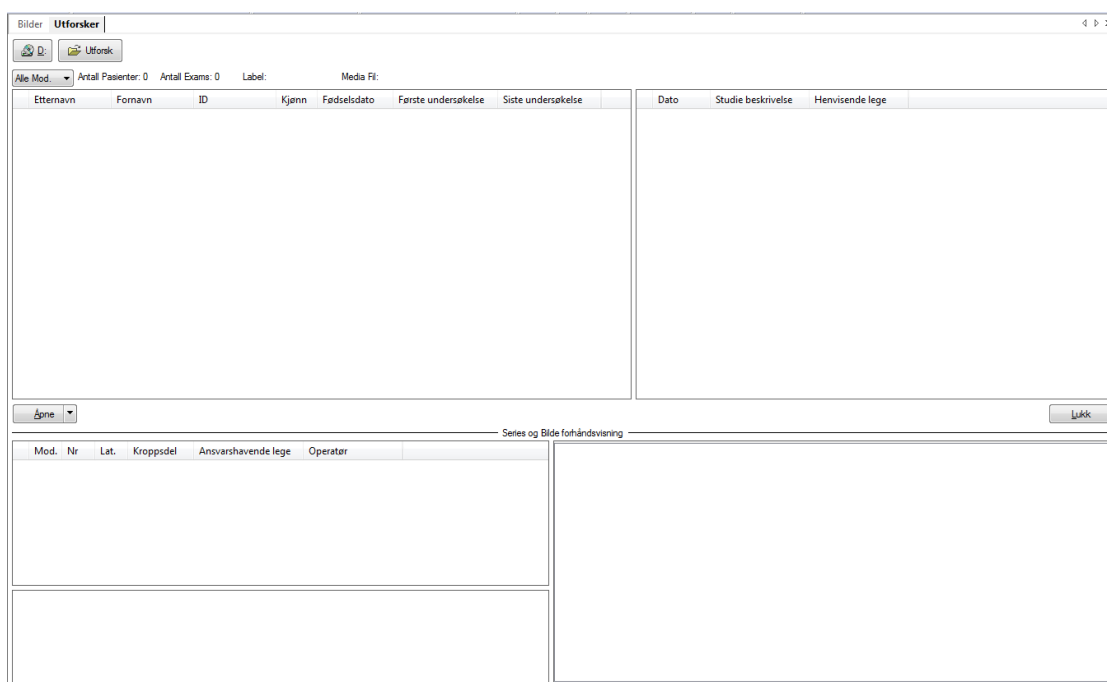 Bilder Utforsker
D: Utforsk
Alle Mod. Antall Pasienter: 0 Antall Exams: 0 Label: Media Fil:
Etternavn Fornavn ID Kjønn Fødselsdato Første undersøkelse Siste undersøkelse Dato Studie beskrivelse Henvisende lege
Åpne Lukk
Series og Bilde forhåndsvisning
Mod. Nr Lat. Kroppsdel Ansvarshavende lege Operatør